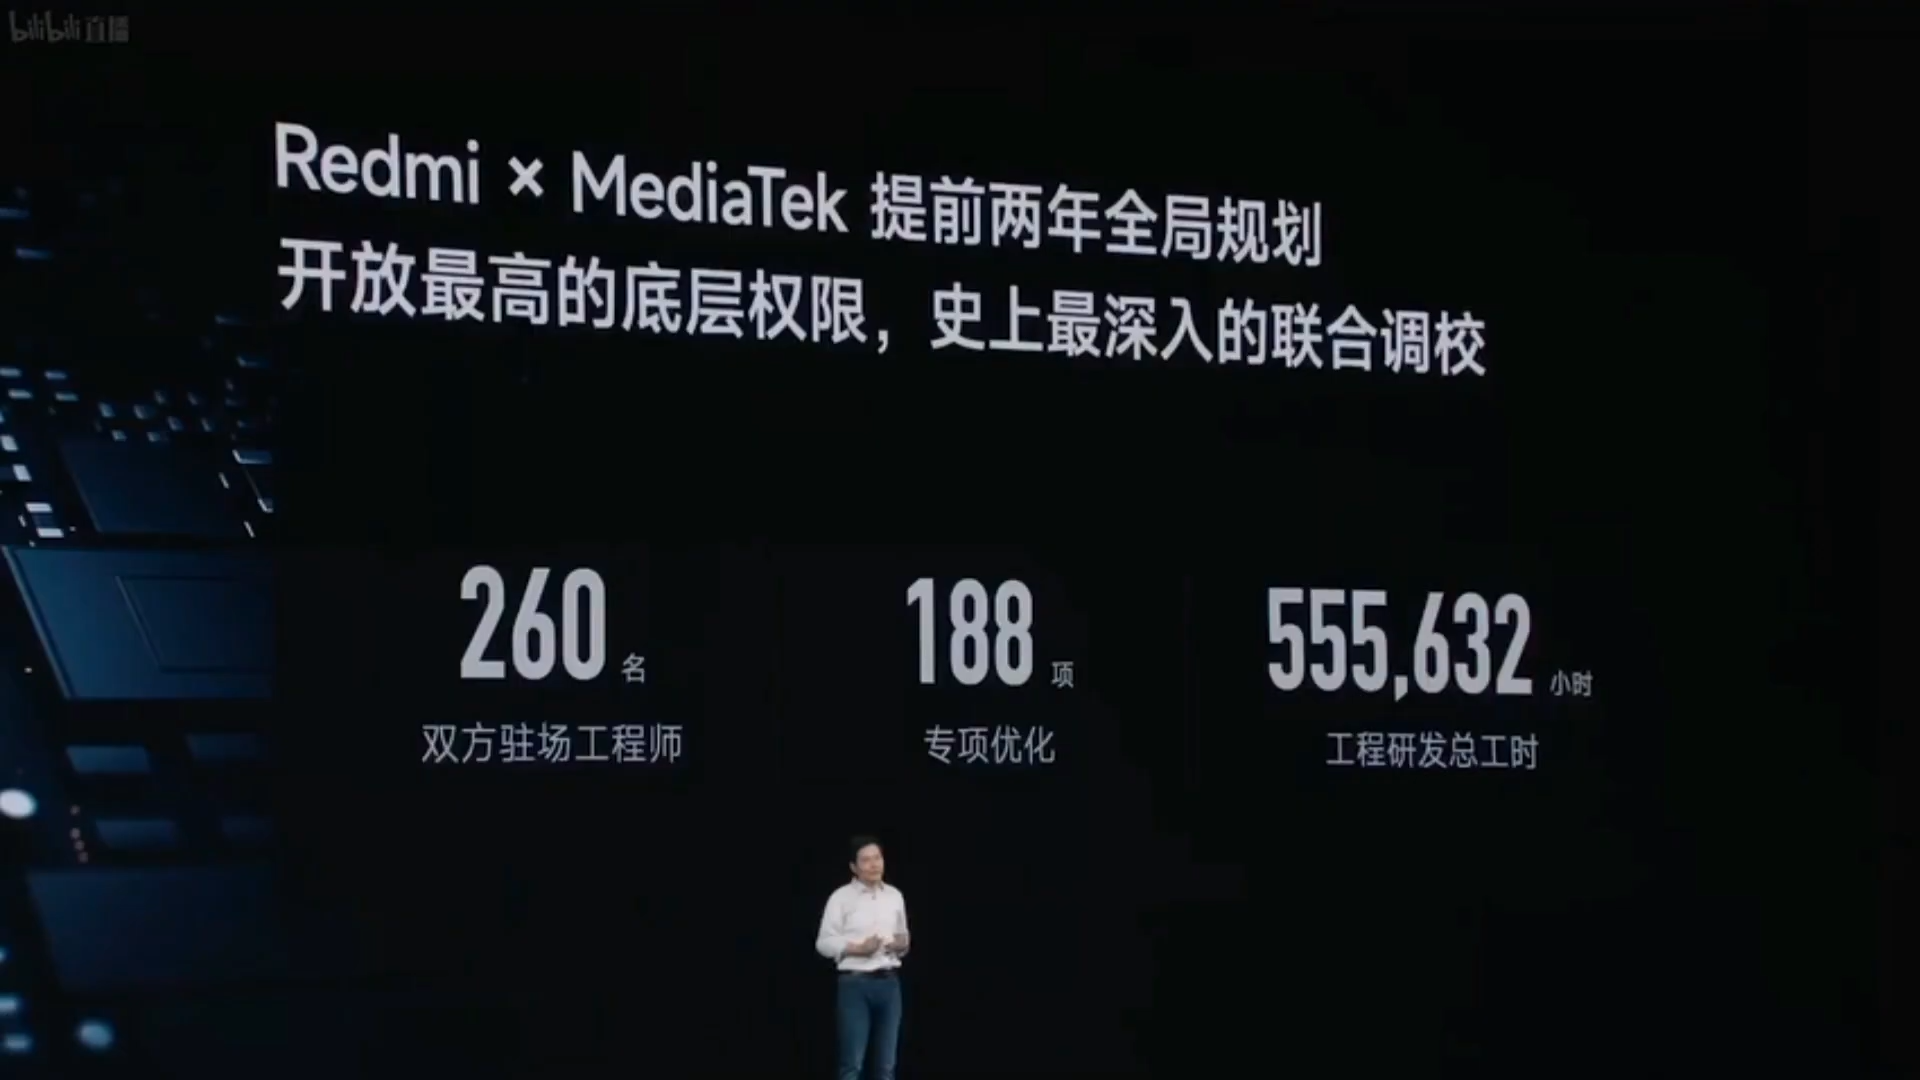 bilibili直播
Redmi × MediaTek 提前两年全局规划
开放最高的底层权限，史上最深入的联合调校
260 名
双方驻场工程师
188 项
专项优化
555,632 小时
工程研发总工时